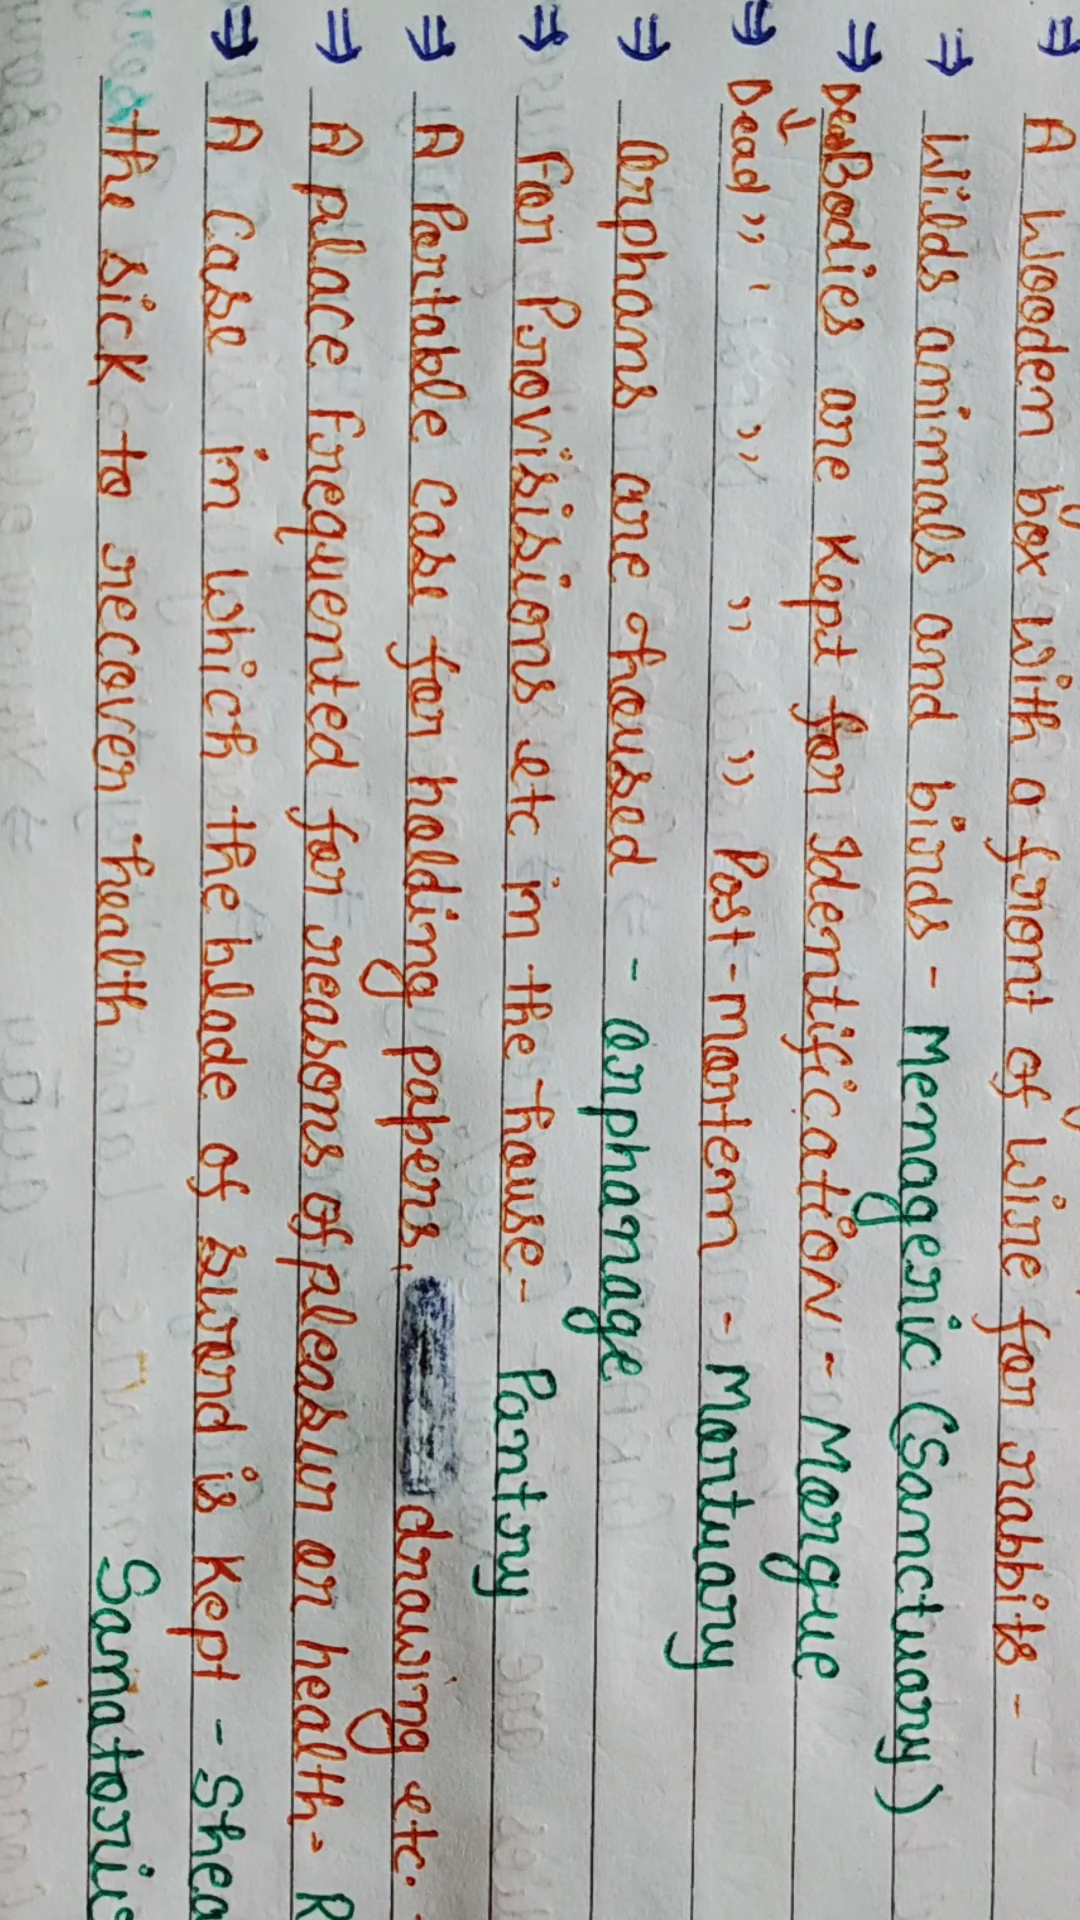 ⇒ A Wooden box with a front of wire for rabbits -
⇒ Wilds animals and birds - Menagerie (Sanctuary)
⇒ Dead Bodies are Kept for Identification - Morgue
⇒ Dead " " " " Post-mortem - Mortuary
⇒ Orphans are housed - orphanage
⇒ For Provisisions etc in the house - Pantry
⇒ A Portable Case for holding papers, drawing etc.
⇒ A place frequented for reasons of pleasur or health - R
⇒ A Case in which the blade of sword is Kept - Shea
the sick to recover health Sanatoriu